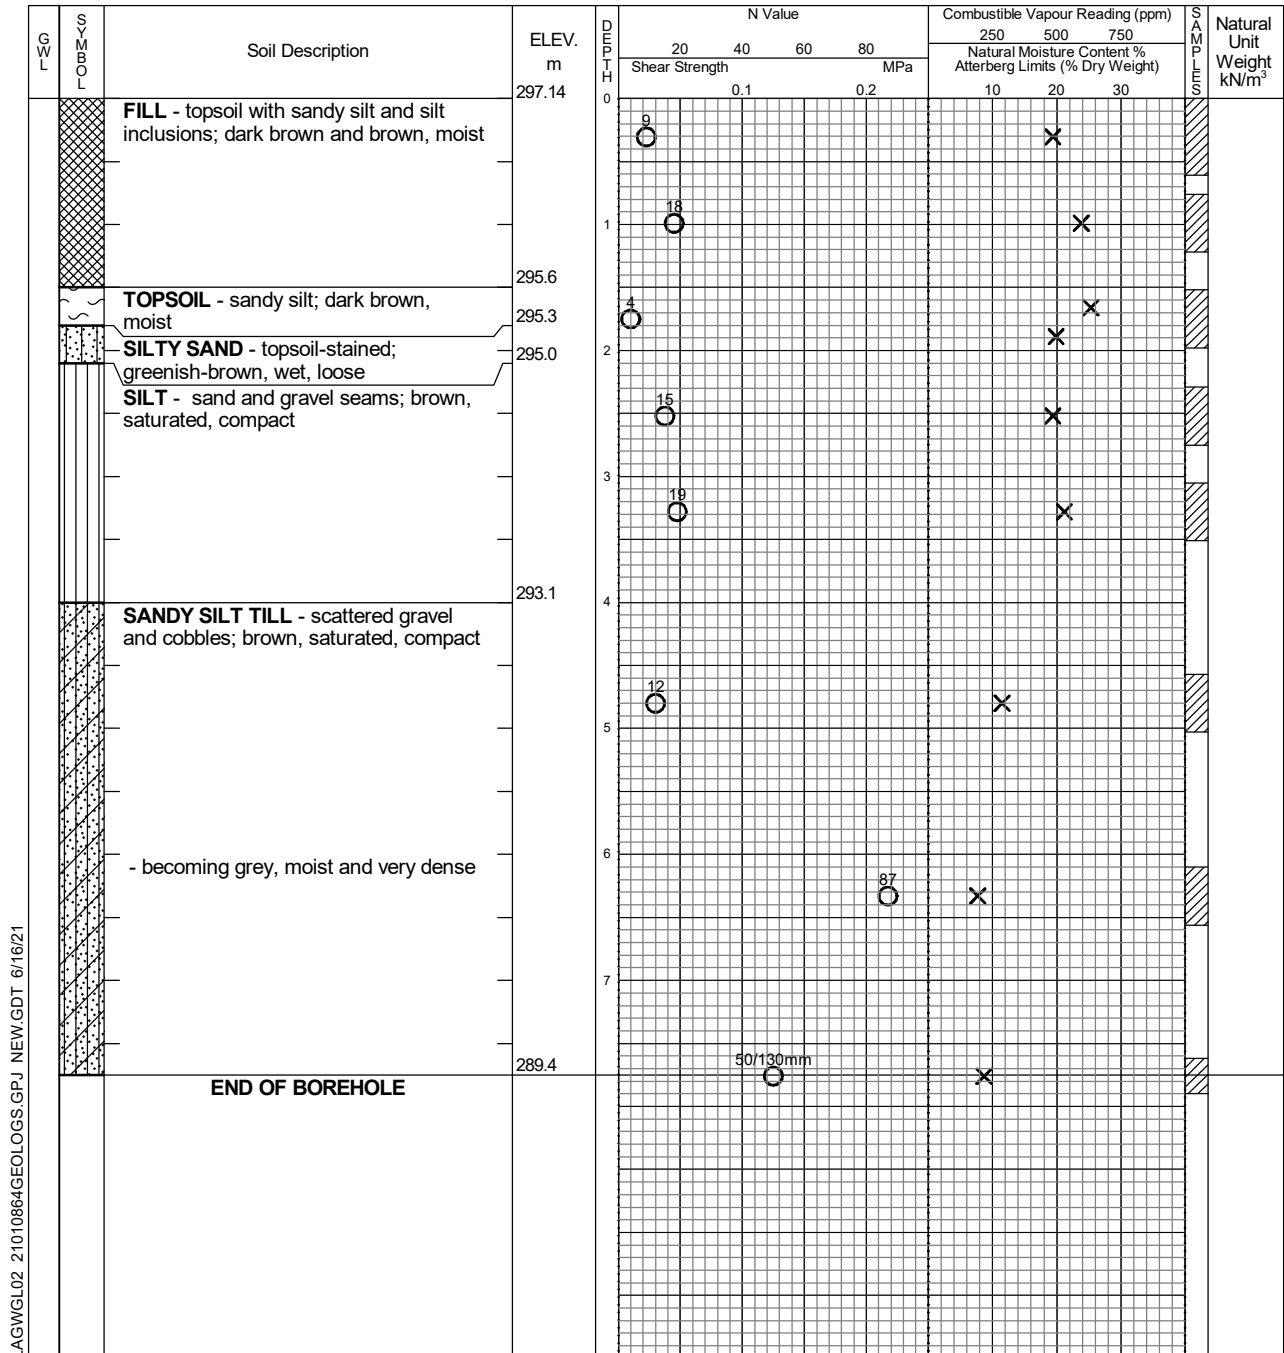 GWL
SYMBOL
Soil Description
ELEV.
m
297.14
DEPTH
N Value
20 40 60 80
Shear Strength MPa
0.1 0.2
Combustible Vapour Reading (ppm)
250 500 750
Natural Moisture Content %
Atterberg Limits (% Dry Weight)
10 20 30
SAMPLES
Natural
Unit
Weight
kN/m³
0
FILL - topsoil with sandy silt and silt
inclusions; dark brown and brown, moist
9
18
1
295.6
TOPSOIL - sandy silt; dark brown,
moist
295.3
4
SILTY SAND - topsoil-stained;
greenish-brown, wet, loose
295.0
2
SILT - sand and gravel seams; brown,
saturated, compact
15
3
19
293.1
4
SANDY SILT TILL - scattered gravel
and cobbles; brown, saturated, compact
12
5
6
- becoming grey, moist and very dense
87
7
289.4
50/130mm
END OF BOREHOLE
AGWGL02 21010864GEOLOGS.GPJ NEW.GDT 6/16/21